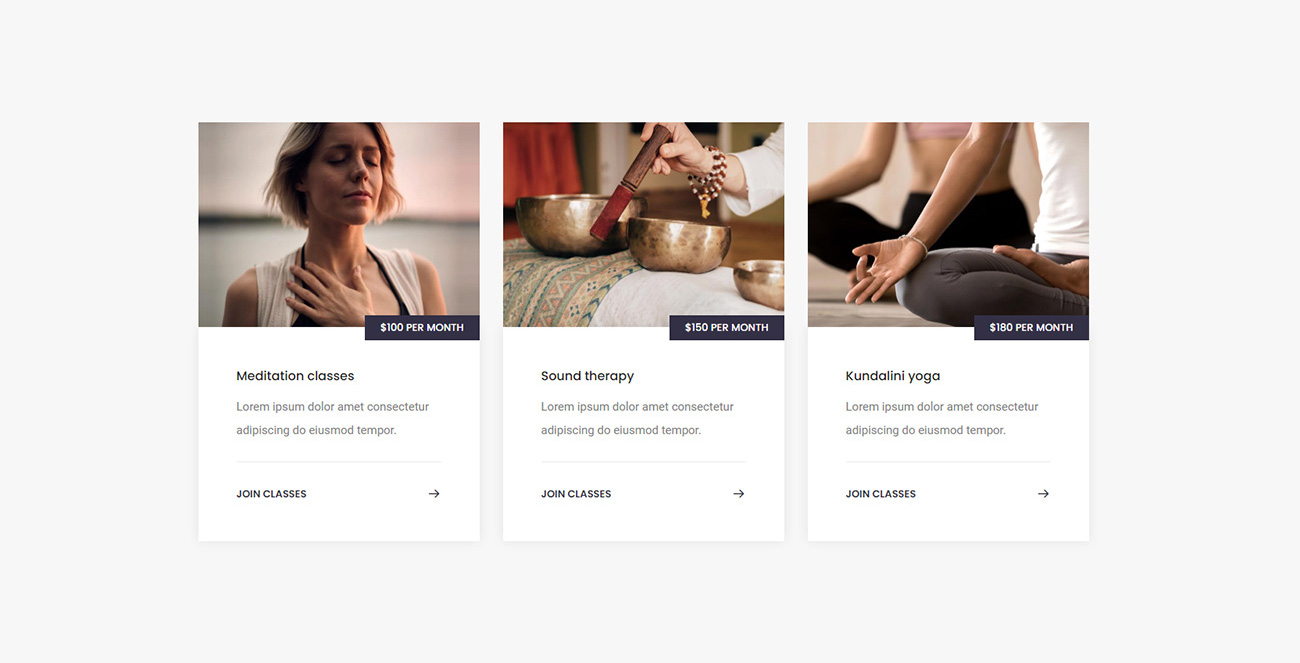 $100 PER MONTH
Meditation classes
Lorem ipsum dolor amet consectetur
adipiscing do eiusmod tempor.
JOIN CLASSES
$150 PER MONTH
Sound therapy
Lorem ipsum dolor amet consectetur
adipiscing do eiusmod tempor.
JOIN CLASSES
$180 PER MONTH
Kundalini yoga
Lorem ipsum dolor amet consectetur
adipiscing do eiusmod tempor.
JOIN CLASSES